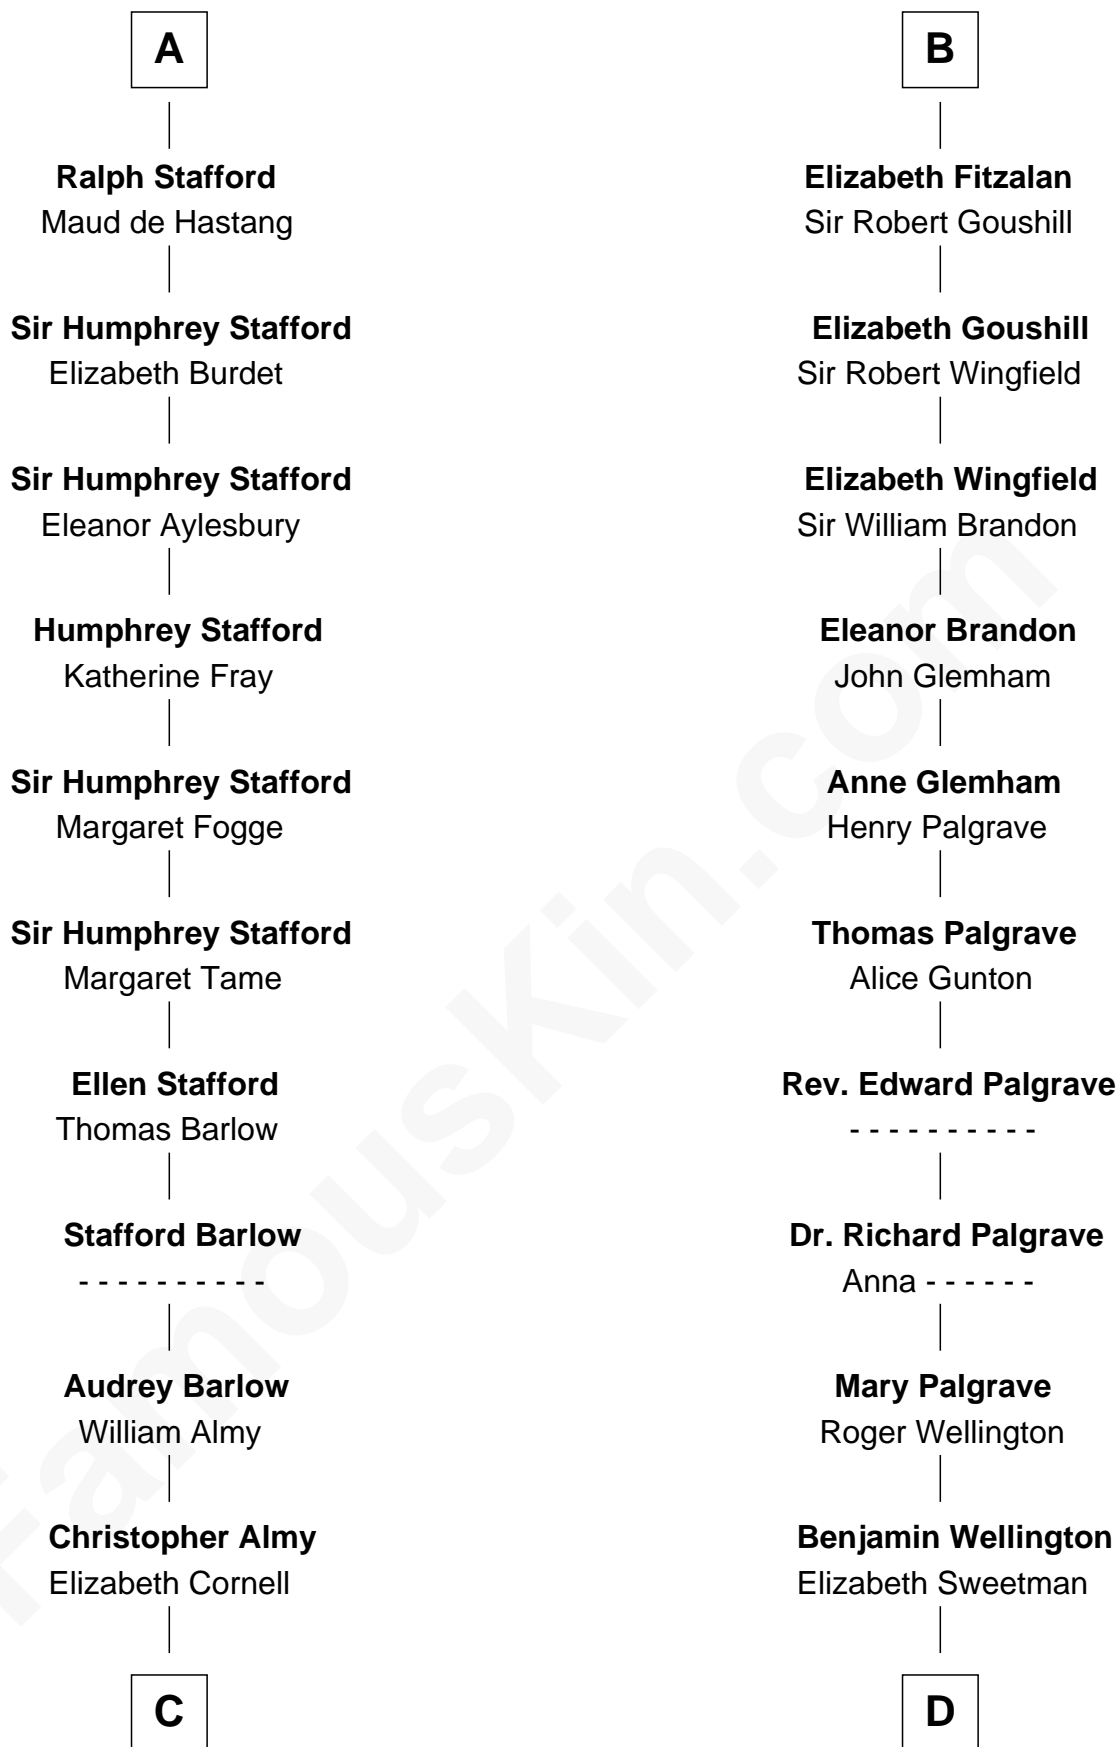 A
Ralph Stafford
Maud de Hastang
Sir Humphrey Stafford
Elizabeth Burdet
Sir Humphrey Stafford
Eleanor Aylesbury
Humphrey Stafford
Katherine Fray
Sir Humphrey Stafford
Margaret Fogge
Sir Humphrey Stafford
Margaret Tame
Ellen Stafford
Thomas Barlow
Stafford Barlow
- - - - - - - - - -
Audrey Barlow
William Almy
Christopher Almy
Elizabeth Cornell
C
B
Elizabeth Fitzalan
Sir Robert Goushill
Elizabeth Goushill
Sir Robert Wingfield
Elizabeth Wingfield
Sir William Brandon
Eleanor Brandon
John Glemham
Anne Glemham
Henry Palgrave
Thomas Palgrave
Alice Gunton
Rev. Edward Palgrave
- - - - - - - - - -
Dr. Richard Palgrave
Anna - - - - - -
Mary Palgrave
Roger Wellington
Benjamin Wellington
Elizabeth Sweetman
D
FamousKin.com